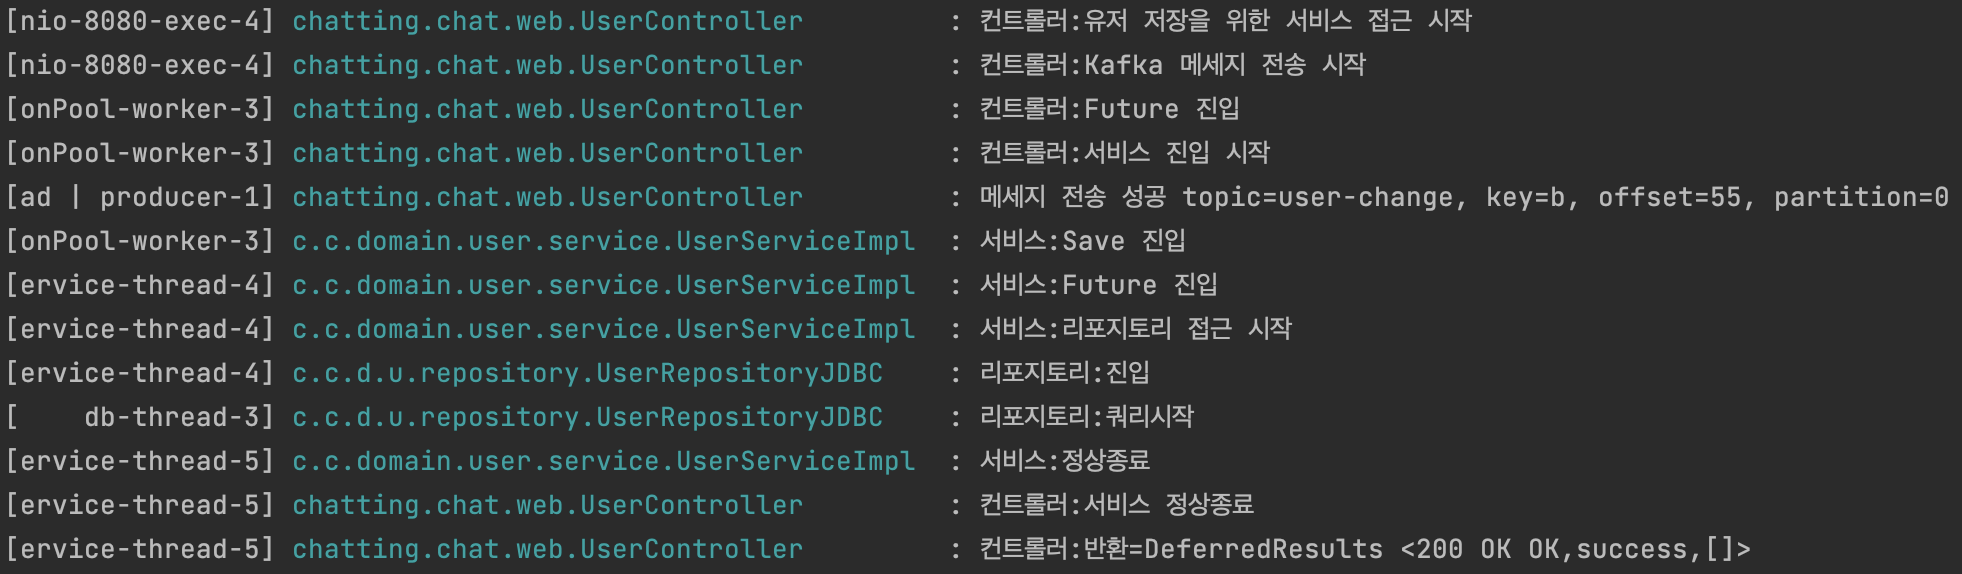 [nio-8080-exec-4] chatting.chat.web.UserController : 컨트롤러:유저 저장을 위한 서비스 접근 시작
[nio-8080-exec-4] chatting.chat.web.UserController : 컨트롤러:Kafka 메세지 전송 시작
[onPool-worker-3] chatting.chat.web.UserController : 컨트롤러:Future 진입
[onPool-worker-3] chatting.chat.web.UserController : 컨트롤러:서비스 진입 시작
[ad | producer-1] chatting.chat.web.UserController : 메세지 전송 성공 topic=user-change, key=b, offset=55, partition=0
[onPool-worker-3] c.c.domain.user.service.UserServiceImpl : 서비스:Save 진입
[ervice-thread-4] c.c.domain.user.service.UserServiceImpl : 서비스:Future 진입
[ervice-thread-4] c.c.domain.user.service.UserServiceImpl : 서비스:리포지토리 접근 시작
[ervice-thread-4] c.c.d.u.repository.UserRepositoryJDBC : 리포지토리:진입
[    db-thread-3] c.c.d.u.repository.UserRepositoryJDBC : 리포지토리:쿼리시작
[ervice-thread-5] c.c.domain.user.service.UserServiceImpl : 서비스:정상종료
[ervice-thread-5] chatting.chat.web.UserController : 컨트롤러:서비스 정상종료
[ervice-thread-5] chatting.chat.web.UserController : 컨트롤러:반환=DeferredResults <200 OK OK,success,[]>